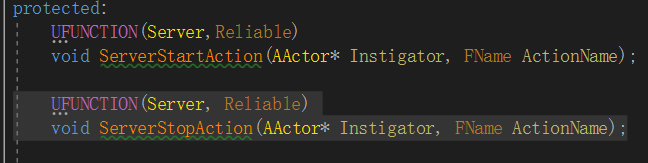 protected:
UFUNCTION(Server,Reliable)
void ServerStartAction(AActor* Instigator, FName ActionName);
UFUNCTION(Server, Reliable)
void ServerStopAction(AActor* Instigator, FName ActionName);